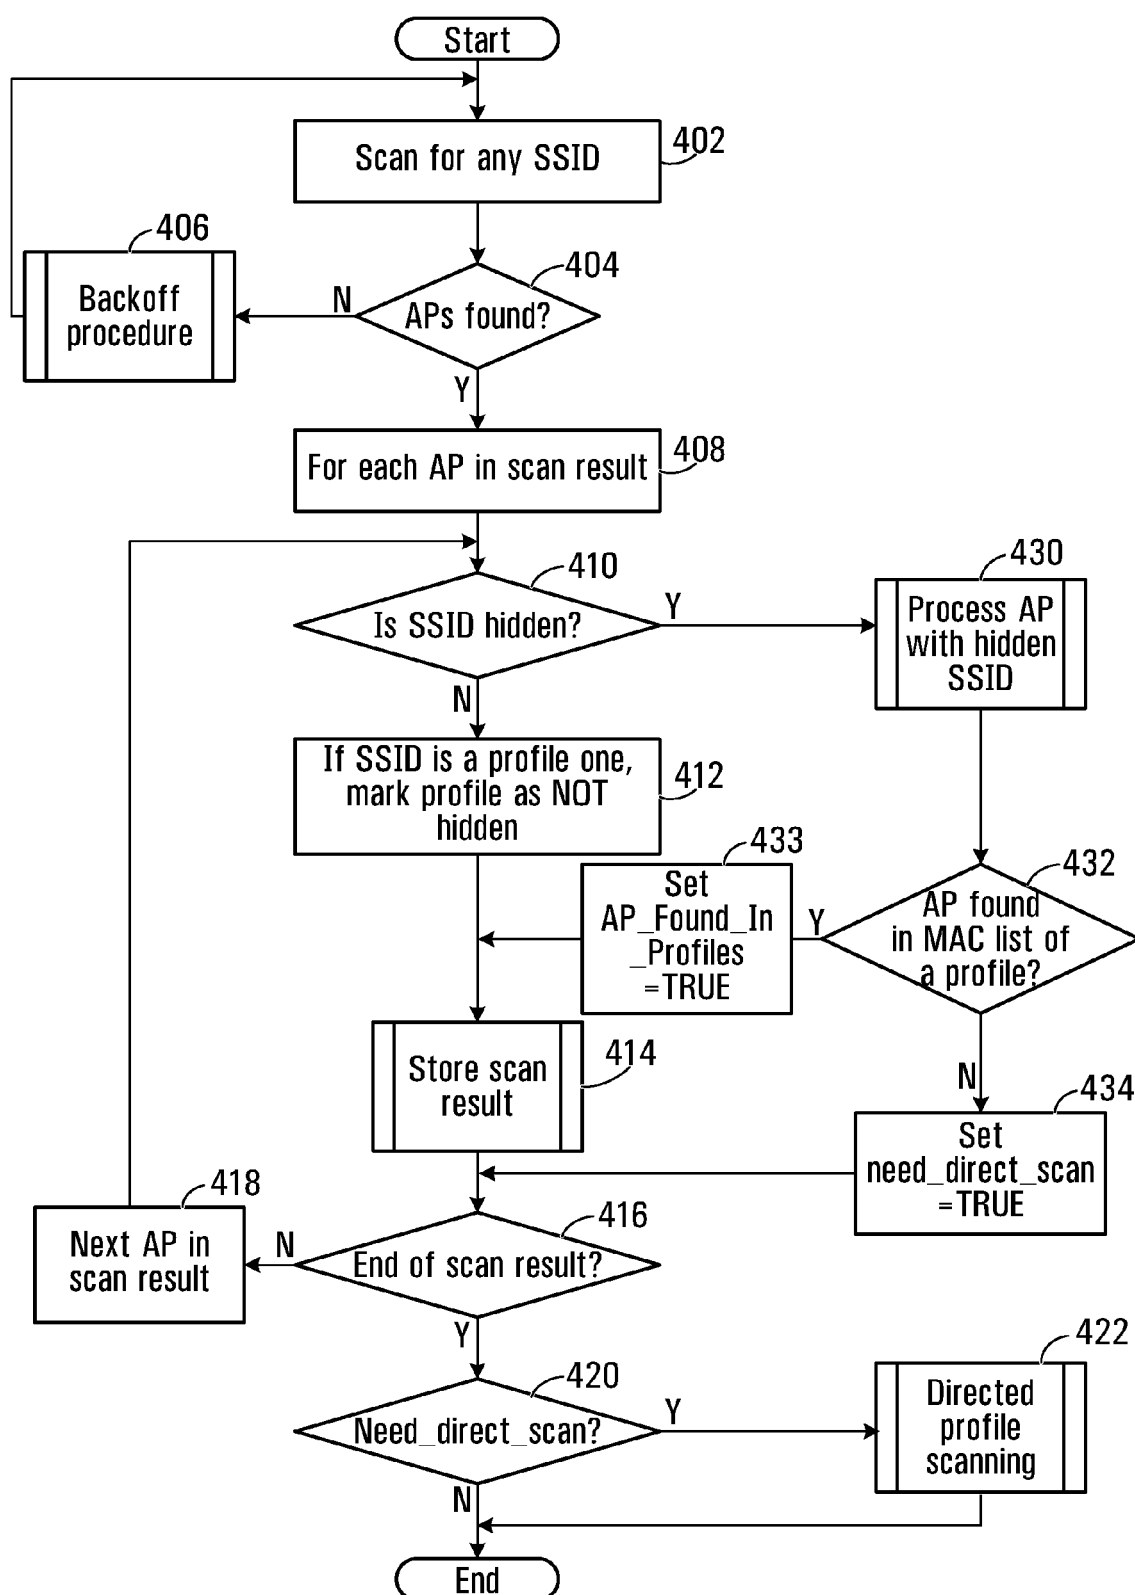 Start
Scan for any SSID
402
406
Backoff
procedure
N
404
APs found?
Y
For each AP in scan result
408
410
Is SSID hidden?
Y
430
Process AP
with hidden
SSID
N
If SSID is a profile one,
mark profile as NOT
hidden
412
433
Set
AP_Found_In
_Profiles
=TRUE
Y
432
AP found
in MAC list of
a profile?
Store scan
result
414
N
434
Set
need_direct_scan
=TRUE
418
Next AP in
scan result
N
416
End of scan result?
Y
420
Need_direct_scan?
Y
422
Directed
profile
scanning
N
End